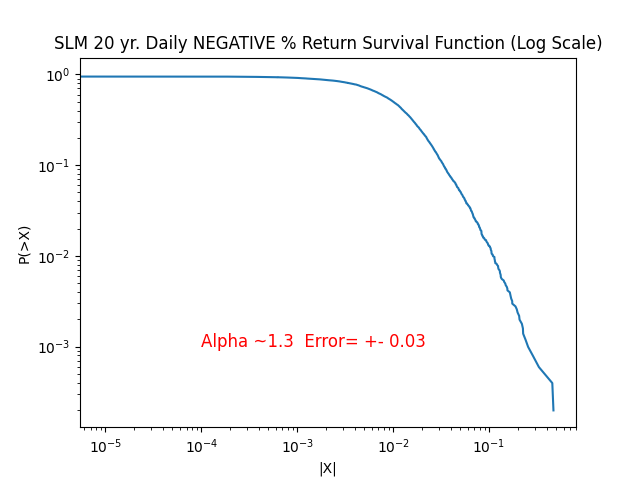 SLM 20 yr. Daily NEGATIVE % Return Survival Function (Log Scale)
10⁰
10⁻¹
10⁻²
10⁻³
P(>X)
Alpha ~1.3  Error= +- 0.03
10⁻⁵ 10⁻⁴ 10⁻³ 10⁻² 10⁻¹
|X|